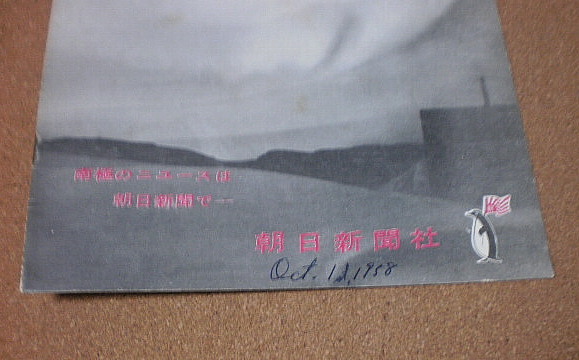 南極のニュースは
朝日新聞で一
朝日新聞社
Oct. 12, 1958